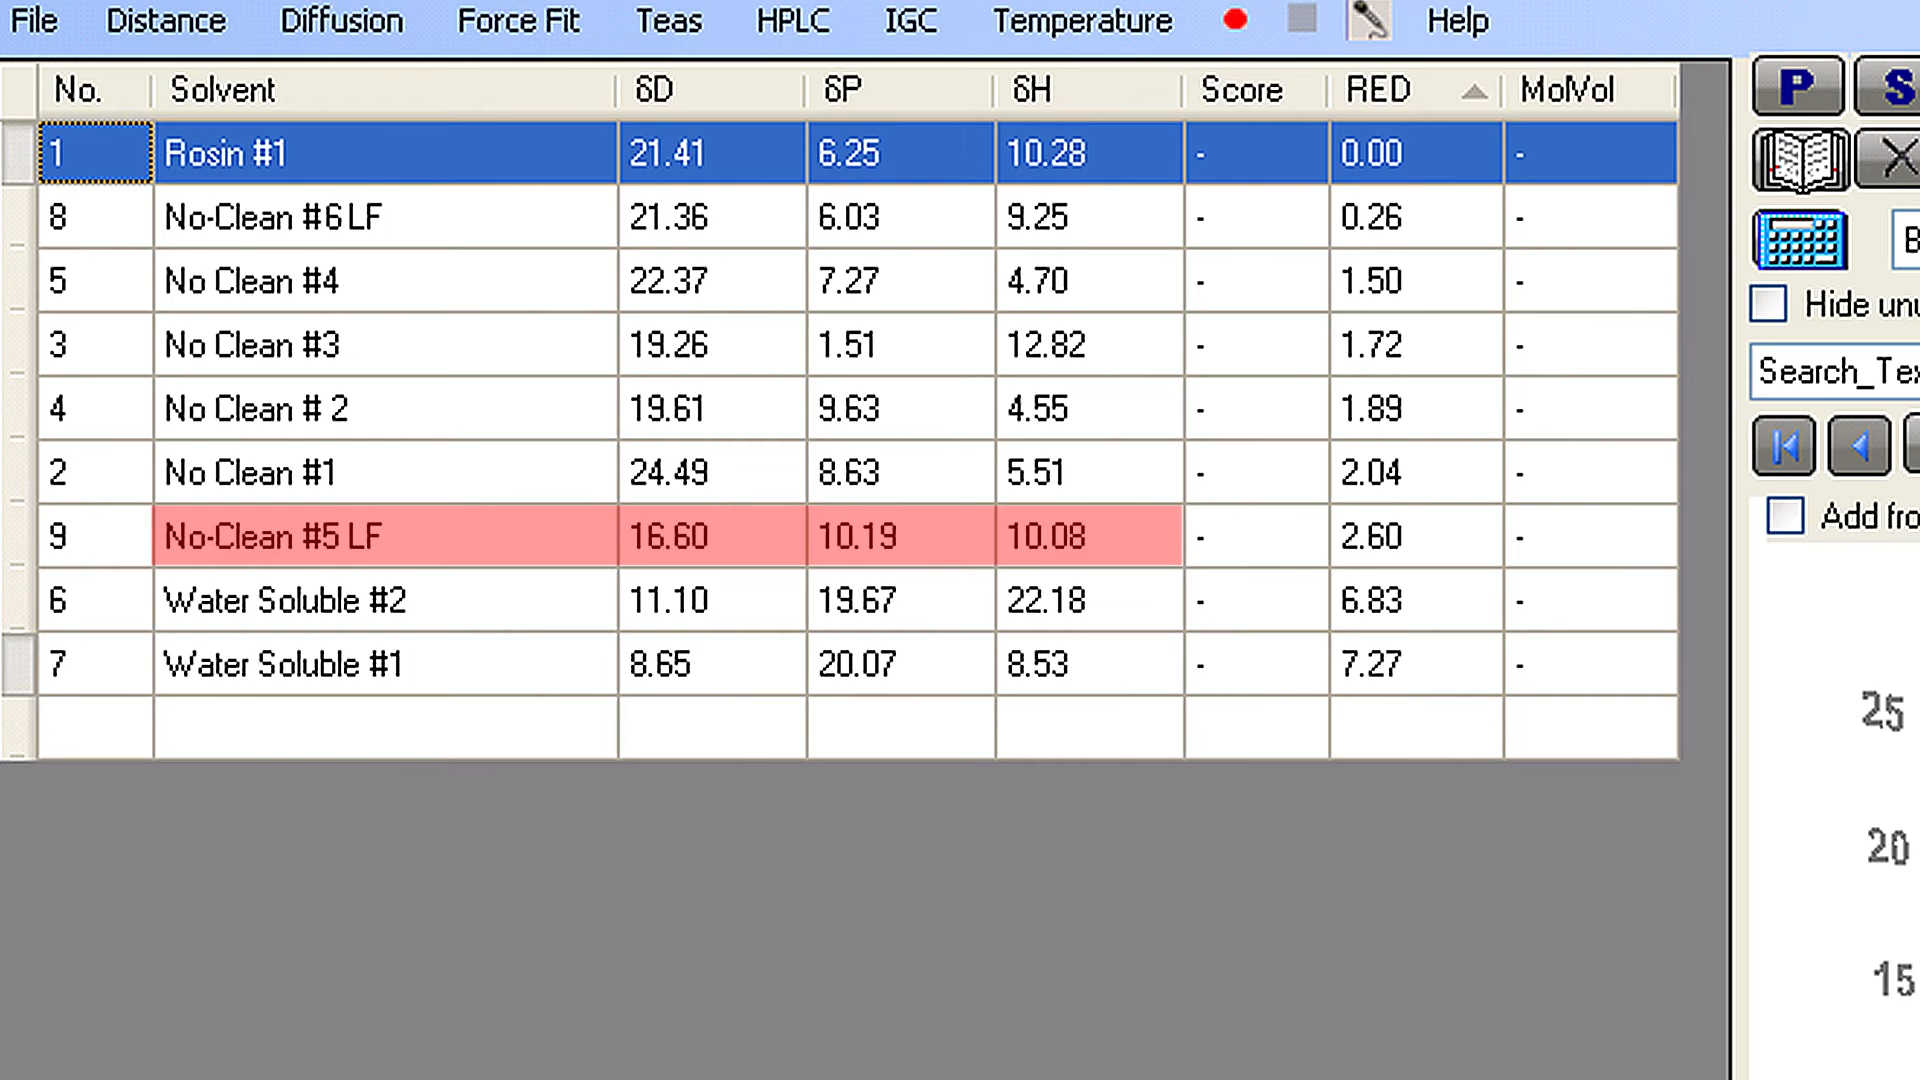 File Distance Diffusion Force Fit Teas HPLC IGC Temperature Help
No. Solvent δD δP δH Score RED MolVol
1 Rosin #1 21.41 6.25 10.28 - 0.00 -
8 No-Clean #6 LF 21.36 6.03 9.25 - 0.26 -
5 No Clean #4 22.37 7.27 4.70 - 1.50 -
3 No Clean #3 19.26 1.51 12.82 - 1.72 -
4 No Clean # 2 19.61 9.63 4.55 - 1.89 -
2 No Clean #1 24.49 8.63 5.51 - 2.04 -
9 No-Clean #5 LF 16.60 10.19 10.08 - 2.60 -
6 Water Soluble #2 11.10 19.67 22.18 - 6.83 -
7 Water Soluble #1 8.65 20.07 8.53 - 7.27 -
P S
Hide unu
Search_Tex
Add fro
25
20
15